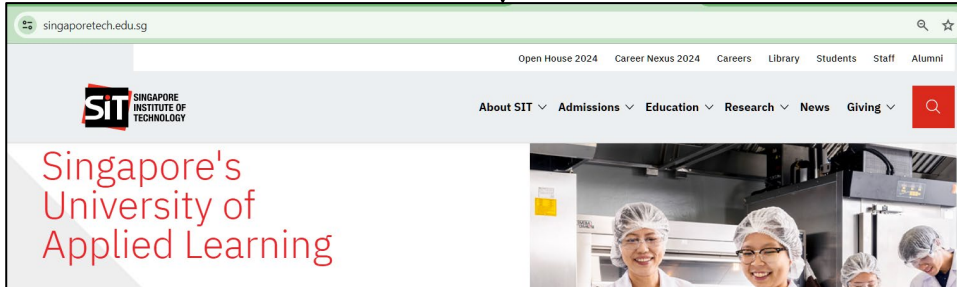 singaporetech.edu.sg
Open House 2024 Career Nexus 2024 Careers Library Students Staff Alumni
SiT SINGAPORE
INSTITUTE OF
TECHNOLOGY
About SIT Admissions Education Research News Giving
Singapore's
University of
Applied Learning